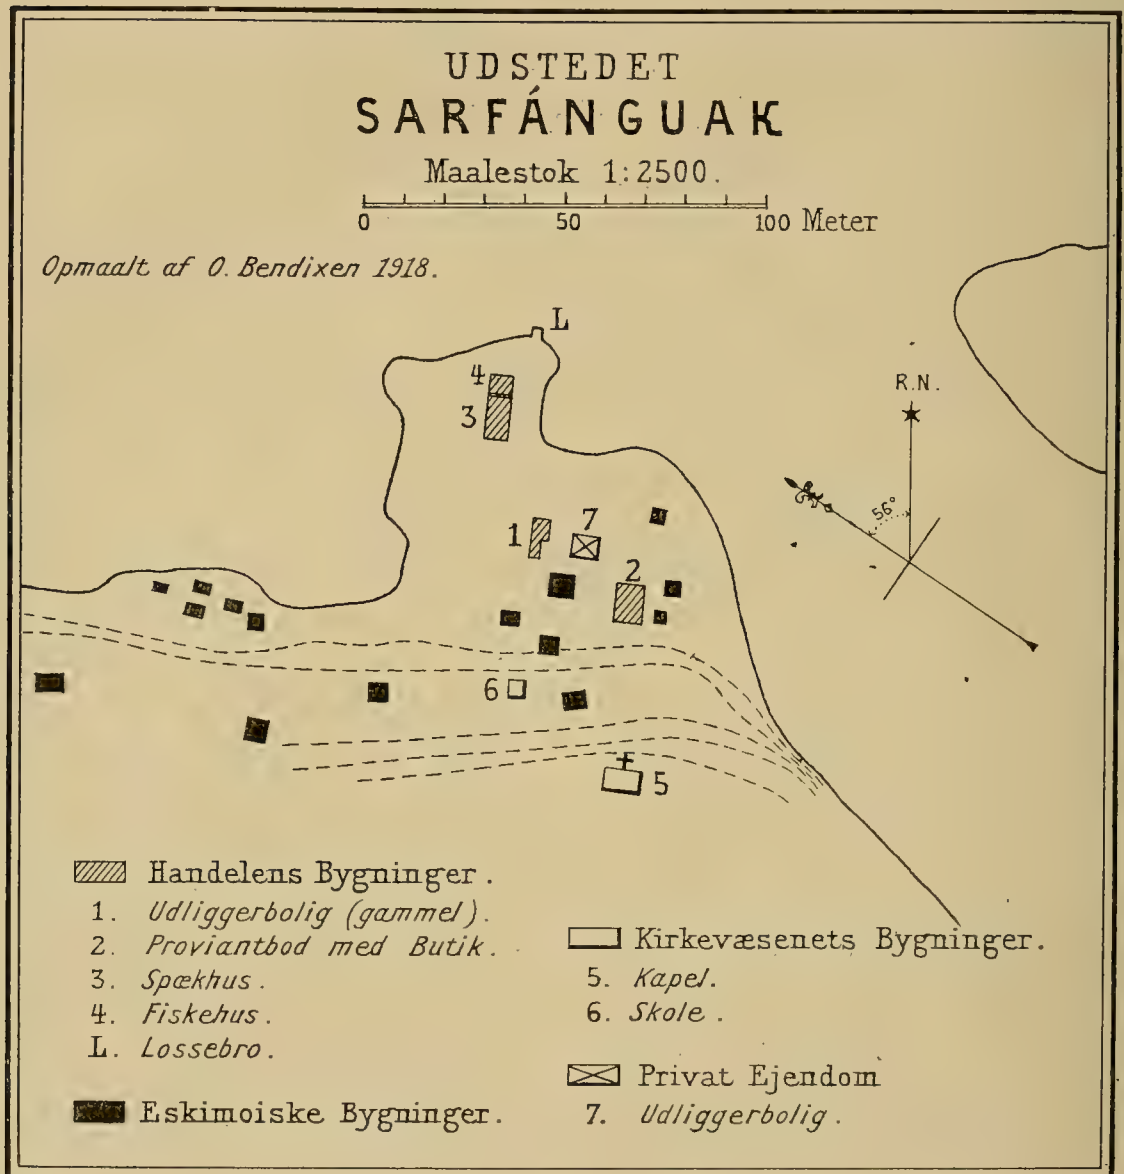 UDSTEDET
SARFÁNGUAK
Maalestok 1:2500.
0 50 100 Meter
Opmaalt af O. Bendixen 1918.
L
4
3
R.N.
56°
7
1
2
6
5
Handelens Bygninger.
1. Udliggerbolig (gammel).
2. Proviantbod med Butik.
3. Spækhus.
4. Fiskehus.
L. Lossebro.
Eskimoiske Bygninger.
Kirkevæsenets Bygninger.
5. Kapel.
6. Skole.
Privat Ejendom
7. Udliggerbolig.